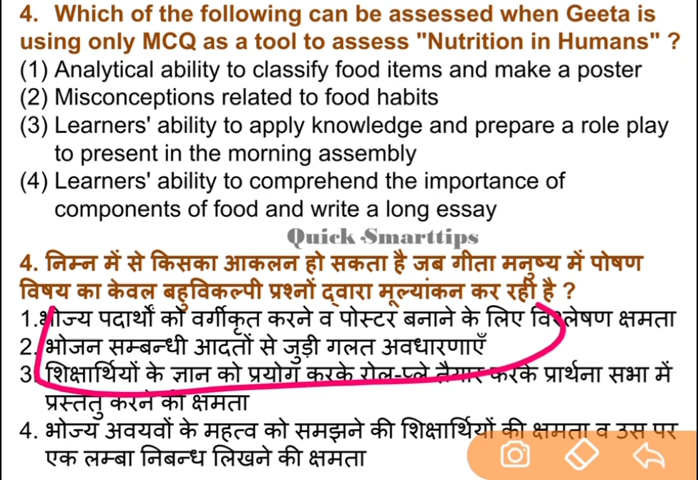 4. Which of the following can be assessed when Geeta is
using only MCQ as a tool to assess "Nutrition in Humans" ?
(1) Analytical ability to classify food items and make a poster
(2) Misconceptions related to food habits
(3) Learners' ability to apply knowledge and prepare a role play
to present in the morning assembly
(4) Learners' ability to comprehend the importance of
components of food and write a long essay
Quick Smarttips
4. निम्न में से किसका आकलन हो सकता है जब गीता मनुष्य में पोषण
विषय का केवल बहुविकल्पी प्रश्नों द्वारा मूल्यांकन कर रही है ?
1. भोज्य पदार्थों को वर्गीकृत करने व पोस्टर बनाने के लिए विश्लेषण क्षमता
2. भोजन सम्बन्धी आदतों से जुड़ी गलत अवधारणाएँ
3. शिक्षार्थियों के ज्ञान को प्रयोग करके रोल-प्ले तैयार करके प्रार्थना सभा में
प्रस्तुत करने की क्षमता
4. भोज्य अवयवों के महत्व को समझने की शिक्षार्थियों की क्षमता व उस पर
एक लम्बा निबन्ध लिखने की क्षमता